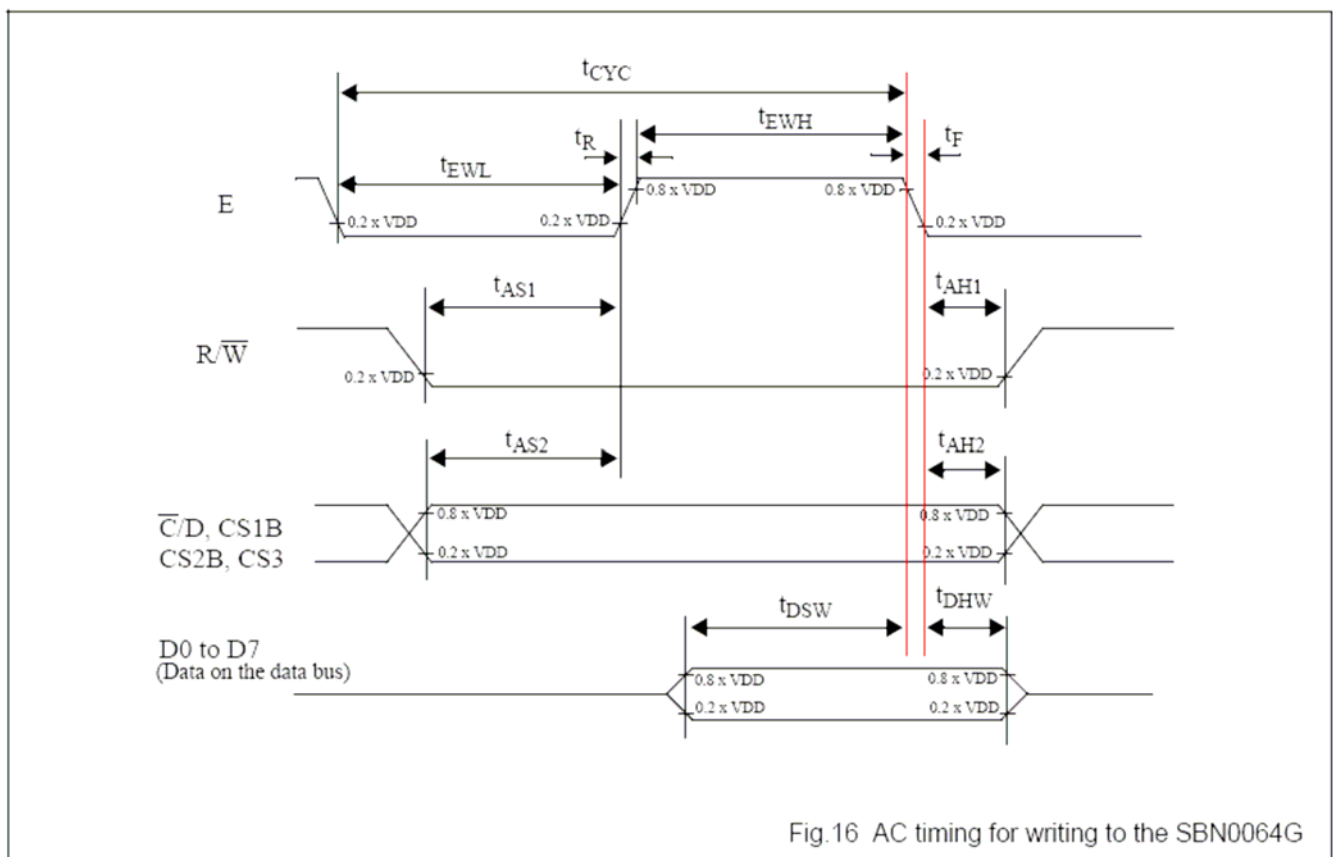 tCYC
tEWH
tR
tF
tEWL
E
0.8 x VDD
0.8 x VDD
0.2 x VDD
0.2 x VDD
0.2 x VDD
tAS1
tAH1
R/W̅
0.2 x VDD
0.2 x VDD
tAS2
tAH2
C̅/D, CS1B
CS2B, CS3
0.8 x VDD
0.8 x VDD
0.2 x VDD
0.2 x VDD
tDSW
tDHW
D0 to D7
(Data on the data bus)
0.8 x VDD
0.8 x VDD
0.2 x VDD
0.2 x VDD
Fig.16 AC timing for writing to the SBN0064G